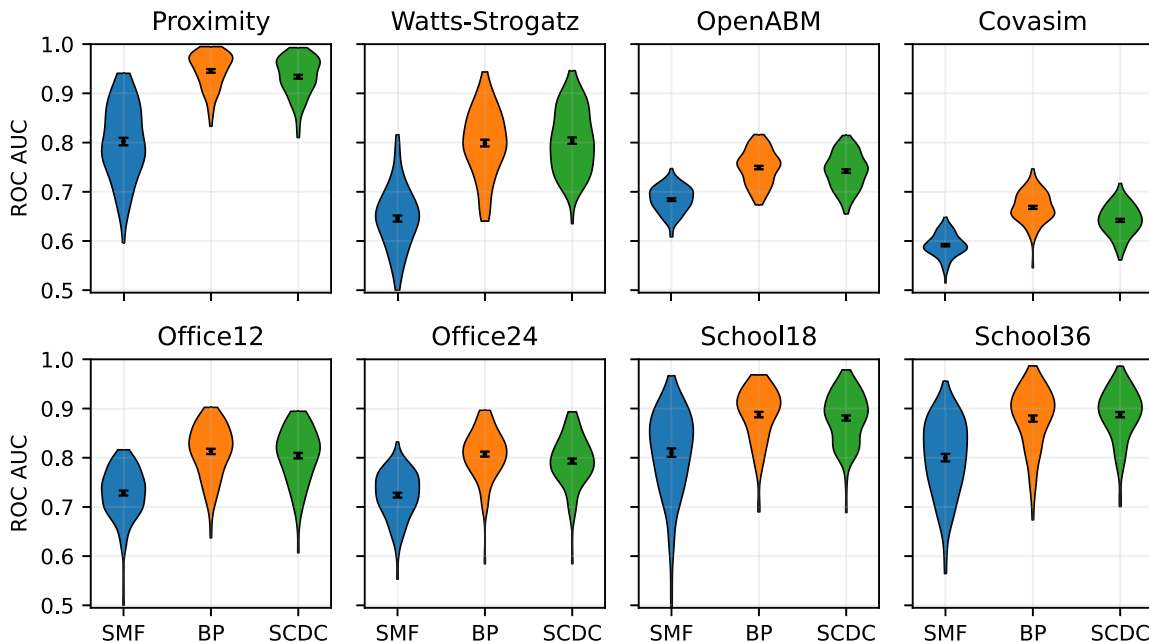 Proximity Watts-Strogatz OpenABM Covasim
1.0
0.9
0.8
0.7
0.6
0.5
ROC AUC
Office12 Office24 School18 School36
1.0
0.9
0.8
0.7
0.6
0.5
ROC AUC
SMF BP SCDC SMF BP SCDC SMF BP SCDC SMF BP SCDC